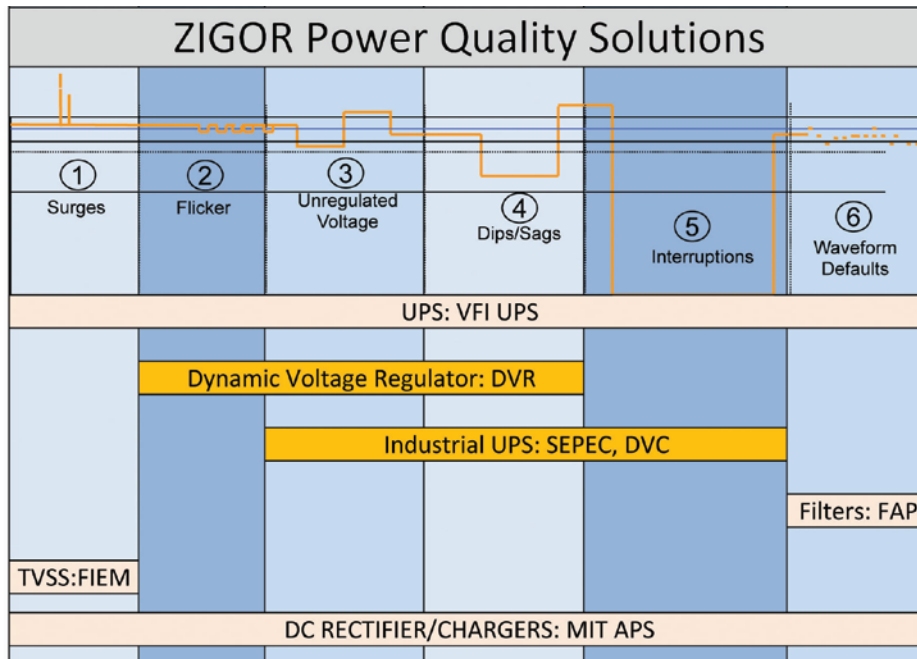 ZIGOR Power Quality Solutions
1
Surges
2
Flicker
3
Unregulated
Voltage
4
Dips/Sags
5
Interruptions
6
Waveform
Defaults
UPS: VFI UPS
Dynamic Voltage Regulator: DVR
Industrial UPS: SEPEC, DVC
Filters: FAP
TVSS:FIEM
DC RECTIFIER/CHARGERS: MIT APS